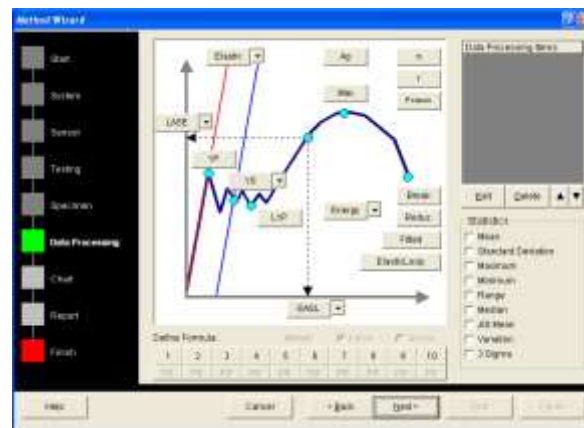 Method Wizard
Start
System
Sensor
Testing
Specimen
Data Processing
Chart
Report
Finish
Elastic
Ag
n
r
LASE
Max
YP
YS
LYP
Energy
Break
Fitted
ElasticLoop
EASL
Define Formula:
1 2 3 4 5 6 7 8 9 10
Data Processing Items
Edit
Delete
Statistics
Mean
Standard Deviation
Maximum
Minimum
Range
Median
Variation
3 Sigma
Help
Cancel
< Back
Next >